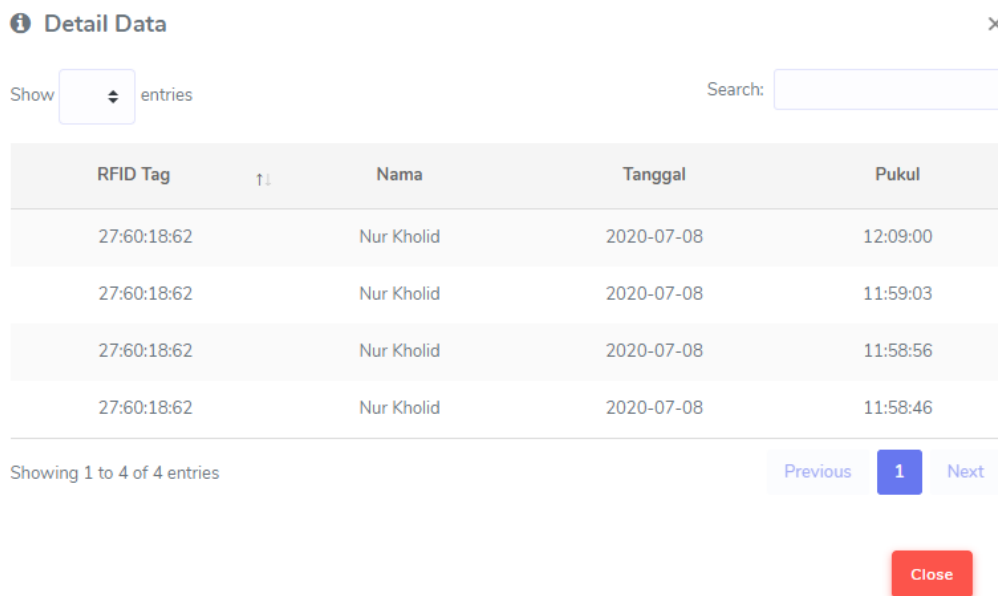 Detail Data ×
Show entries Search:
RFID Tag ↑↓ Nama Tanggal Pukul
27:60:18:62 Nur Kholid 2020-07-08 12:09:00
27:60:18:62 Nur Kholid 2020-07-08 11:59:03
27:60:18:62 Nur Kholid 2020-07-08 11:58:56
27:60:18:62 Nur Kholid 2020-07-08 11:58:46
Showing 1 to 4 of 4 entries Previous 1 Next
Close